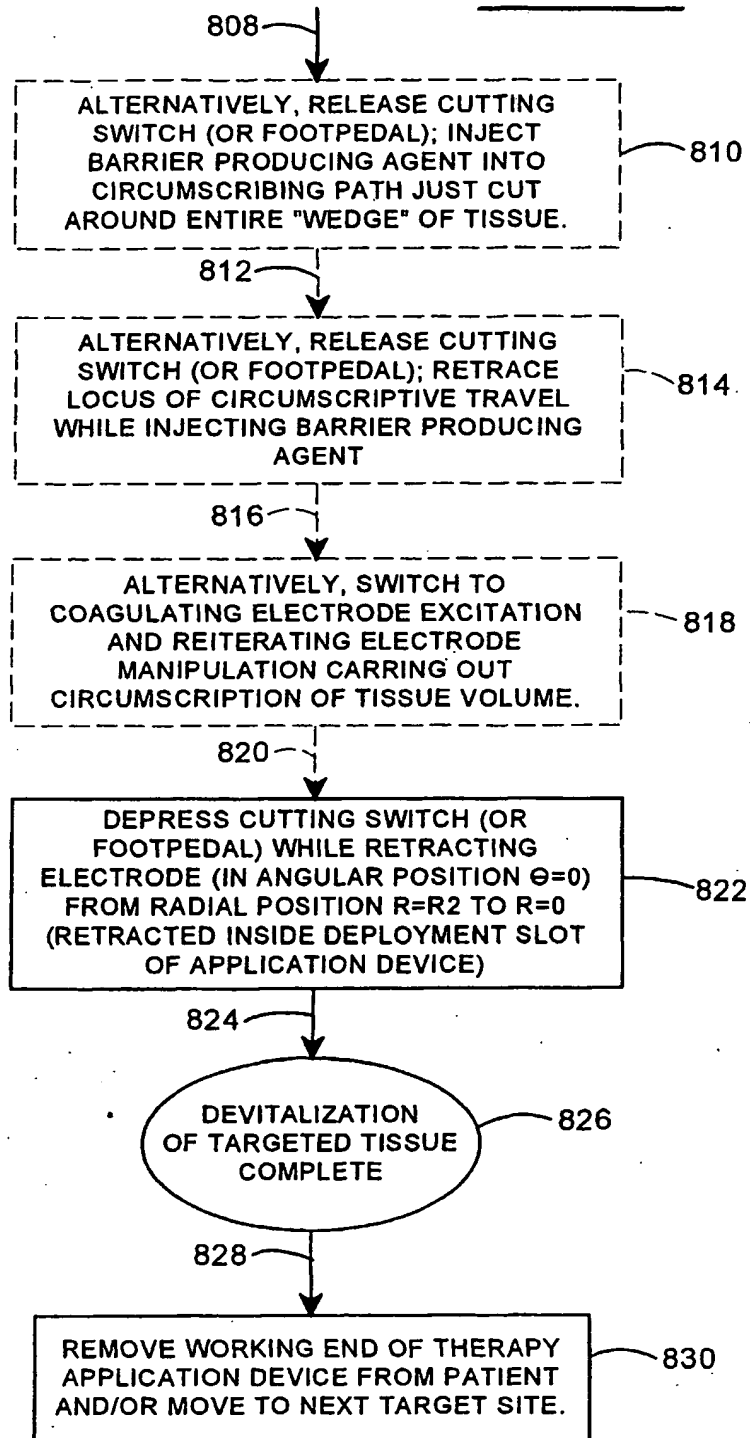 808
ALTERNATIVELY, RELEASE CUTTING
SWITCH (OR FOOTPEDAL); INJECT
BARRIER PRODUCING AGENT INTO
CIRCUMSCRIBING PATH JUST CUT
AROUND ENTIRE "WEDGE" OF TISSUE.
810
812
ALTERNATIVELY, RELEASE CUTTING
SWITCH (OR FOOTPEDAL); RETRACE
LOCUS OF CIRCUMSCRIPTIVE TRAVEL
WHILE INJECTING BARRIER PRODUCING
AGENT
814
816
ALTERNATIVELY, SWITCH TO
COAGULATING ELECTRODE EXCITATION
AND REITERATING ELECTRODE
MANIPULATION CARRING OUT
CIRCUMSCRIPTION OF TISSUE VOLUME.
818
820
DEPRESS CUTTING SWITCH (OR
FOOTPEDAL) WHILE RETRACTING
ELECTRODE (IN ANGULAR POSITION Θ=0)
FROM RADIAL POSITION R=R2 TO R=0
(RETRACTED INSIDE DEPLOYMENT SLOT
OF APPLICATION DEVICE)
822
824
DEVITALIZATION
OF TARGETED TISSUE
COMPLETE
826
828
REMOVE WORKING END OF THERAPY
APPLICATION DEVICE FROM PATIENT
AND/OR MOVE TO NEXT TARGET SITE.
830